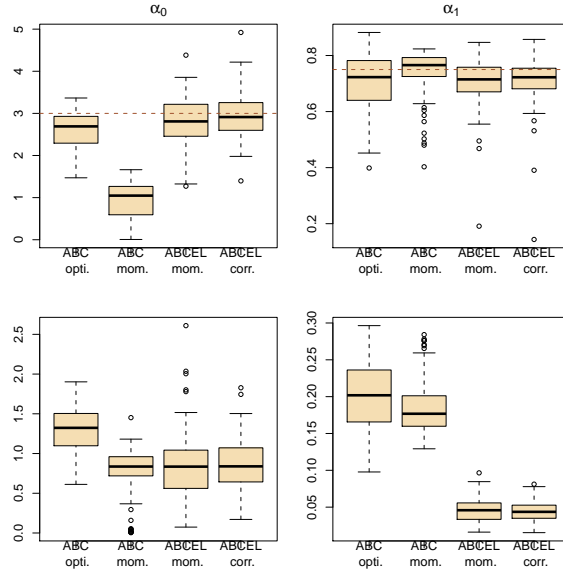 α0 α1
5
4
3
2
1
0
0.8
0.6
0.4
0.2
ABC ABC ABCEL ABCEL
opti. mom. mom. corr.
ABC ABC ABCEL ABCEL
opti. mom. mom. corr.
2.5
2.0
1.5
1.0
0.5
0.0
0.30
0.25
0.20
0.15
0.10
0.05
ABC ABC ABCEL ABCEL
opti. mom. mom. corr.
ABC ABC ABCEL ABCEL
opti. mom. mom. corr.